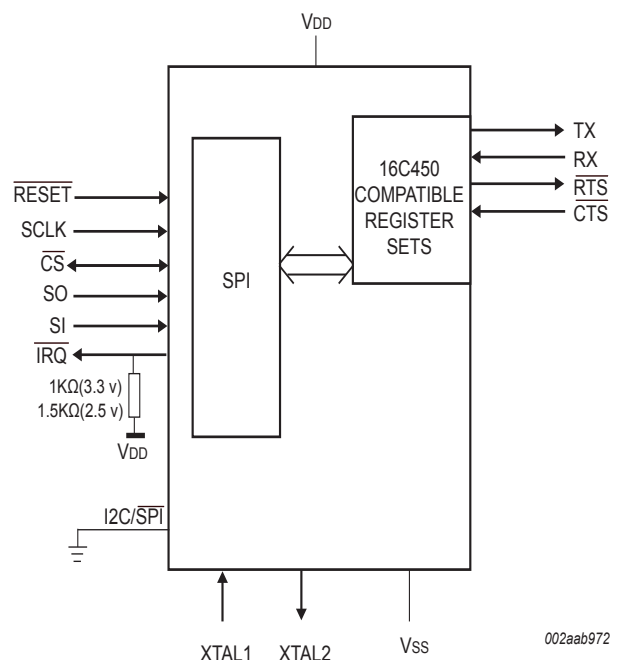 VDD
RESET
SCLK
CS
SO
SI
IRQ
1KΩ(3.3 v)
1.5KΩ(2.5 v)
VDD
I2C/SPI
SPI
16C450
COMPATIBLE
REGISTER
SETS
TX
RX
RTS
CTS
XTAL1
XTAL2
VSS
002aab972